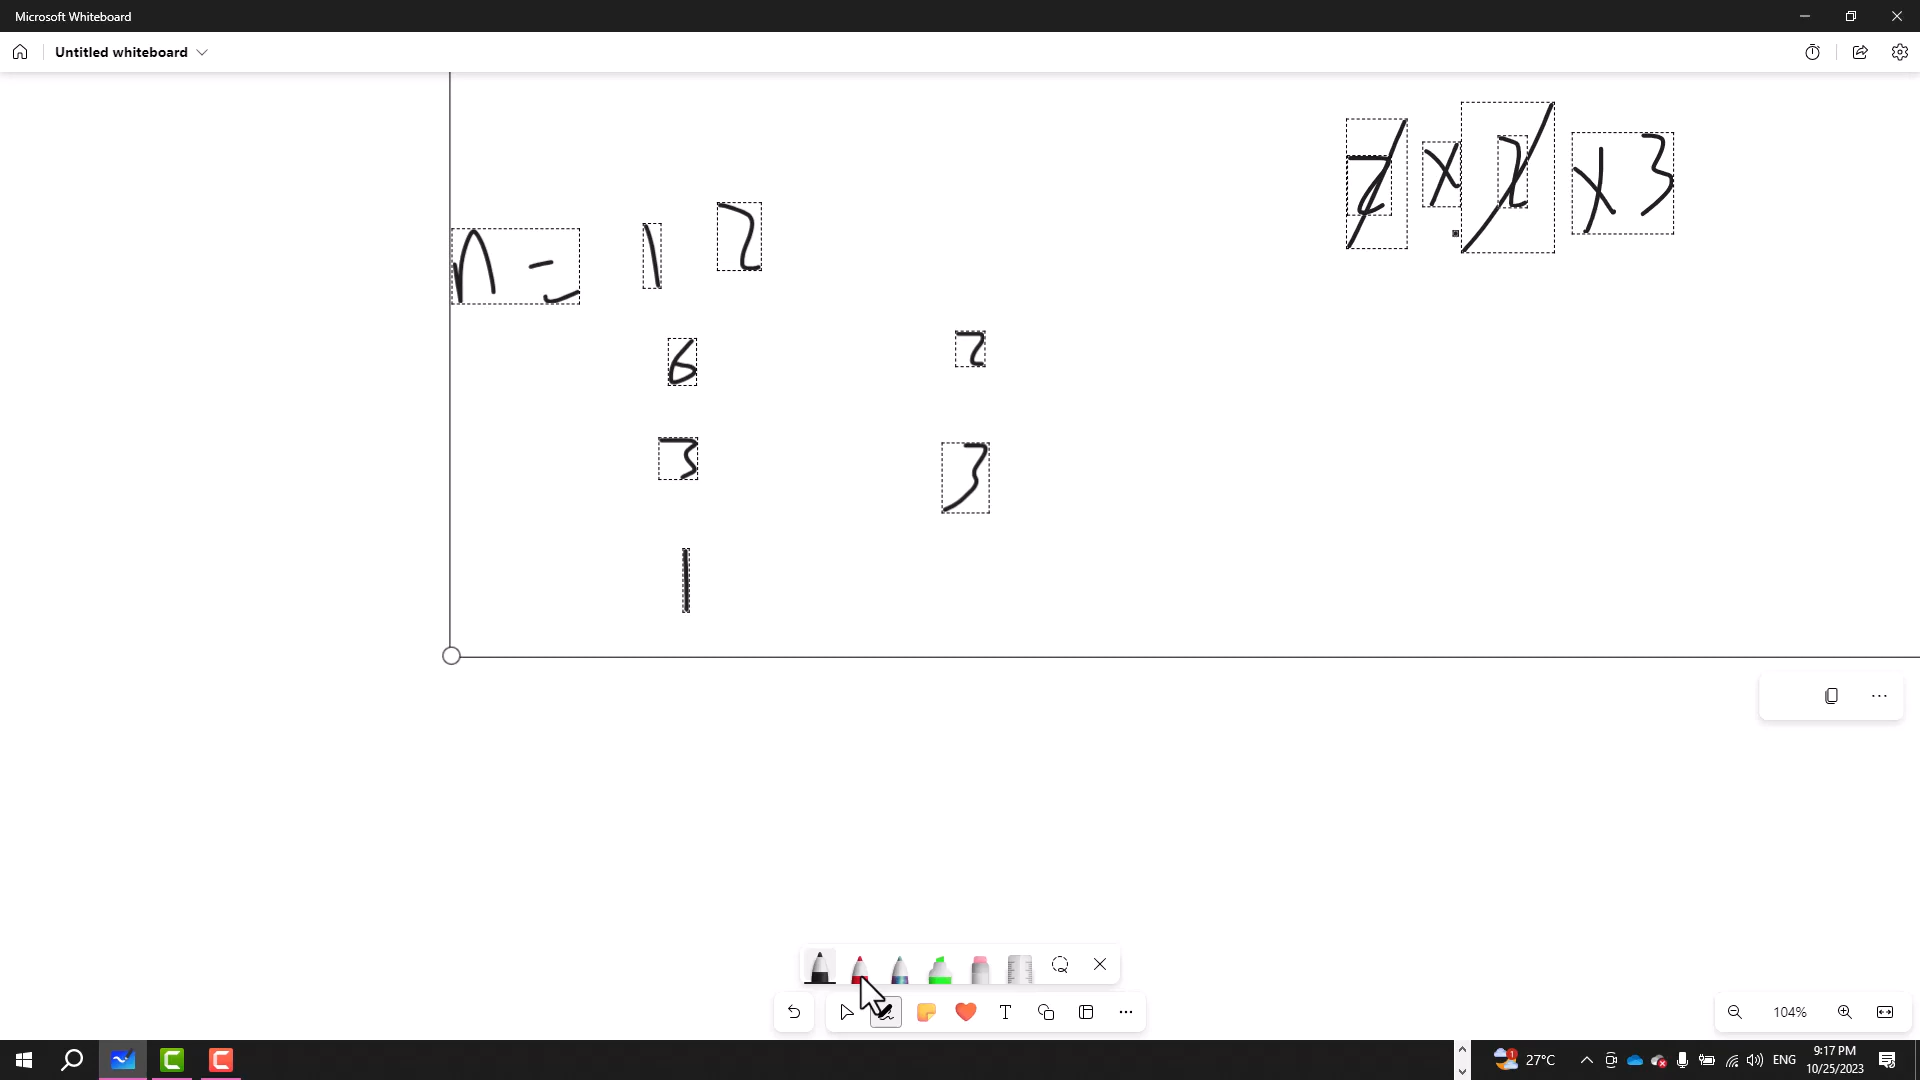 Microsoft Whiteboard
Untitled whiteboard
2 x 2 x 3
n = 12
6 2
3 3
1
T
104%
1 27°C ENG 9:17 PM
10/25/2023